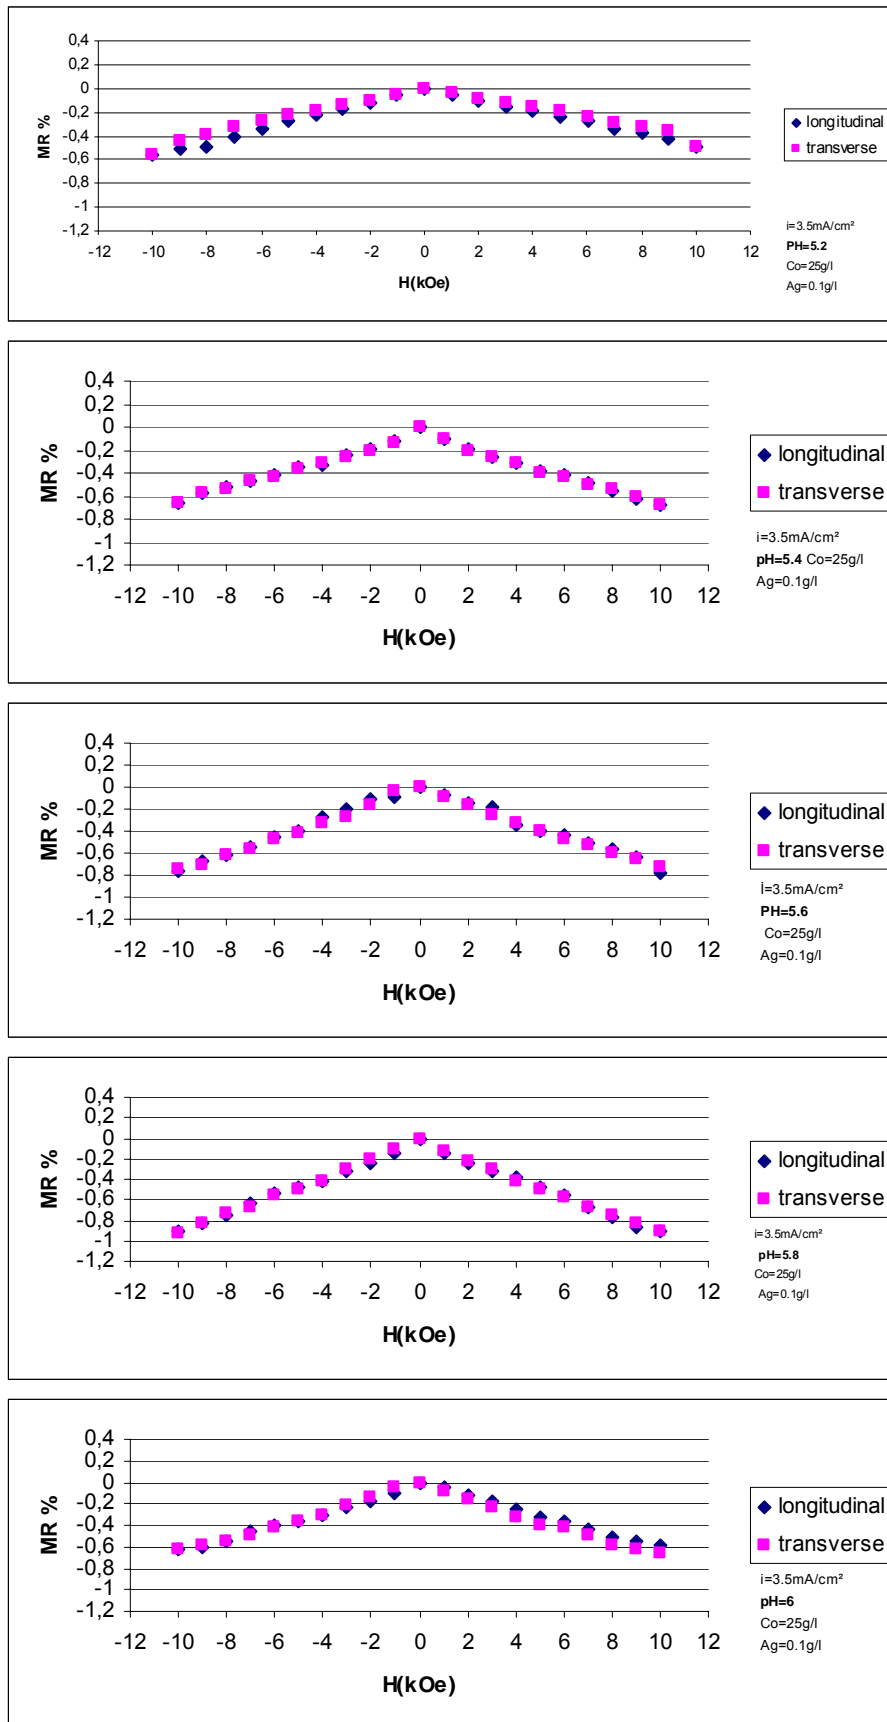 0,4
0,2
0
-0,2
-0,4
-0,6
-0,8
-1
-1,2
MR %
-12 -10 -8 -6 -4 -2 0 2 4 6 8 10 12
H(kOe)
longitudinal
transverse
i=3.5mA/cm²
PH=5.2
Co=25g/l
Ag=0.1g/l
0,4
0,2
0
-0,2
-0,4
-0,6
-0,8
-1
-1,2
MR %
-12 -10 -8 -6 -4 -2 0 2 4 6 8 10 12
H(kOe)
longitudinal
transverse
i=3.5mA/cm²
pH=5.4 Co=25g/l
Ag=0.1g/l
0,4
0,2
0
-0,2
-0,4
-0,6
-0,8
-1
-1,2
MR %
-12 -10 -8 -6 -4 -2 0 2 4 6 8 10 12
H(kOe)
longitudinal
transverse
İ=3.5mA/cm²
PH=5.6
Co=25g/l
Ag=0.1g/l
0,4
0,2
0
-0,2
-0,4
-0,6
-0,8
-1
-1,2
MR %
-12 -10 -8 -6 -4 -2 0 2 4 6 8 10 12
H(kOe)
longitudinal
transverse
i=3.5mA/cm²
pH=5.8
Co=25g/l
Ag=0.1g/l
0,4
0,2
0
-0,2
-0,4
-0,6
-0,8
-1
-1,2
MR %
-12 -10 -8 -6 -4 -2 0 2 4 6 8 10 12
H(kOe)
longitudinal
transverse
i=3.5mA/cm²
pH=6
Co=25g/l
Ag=0.1g/l